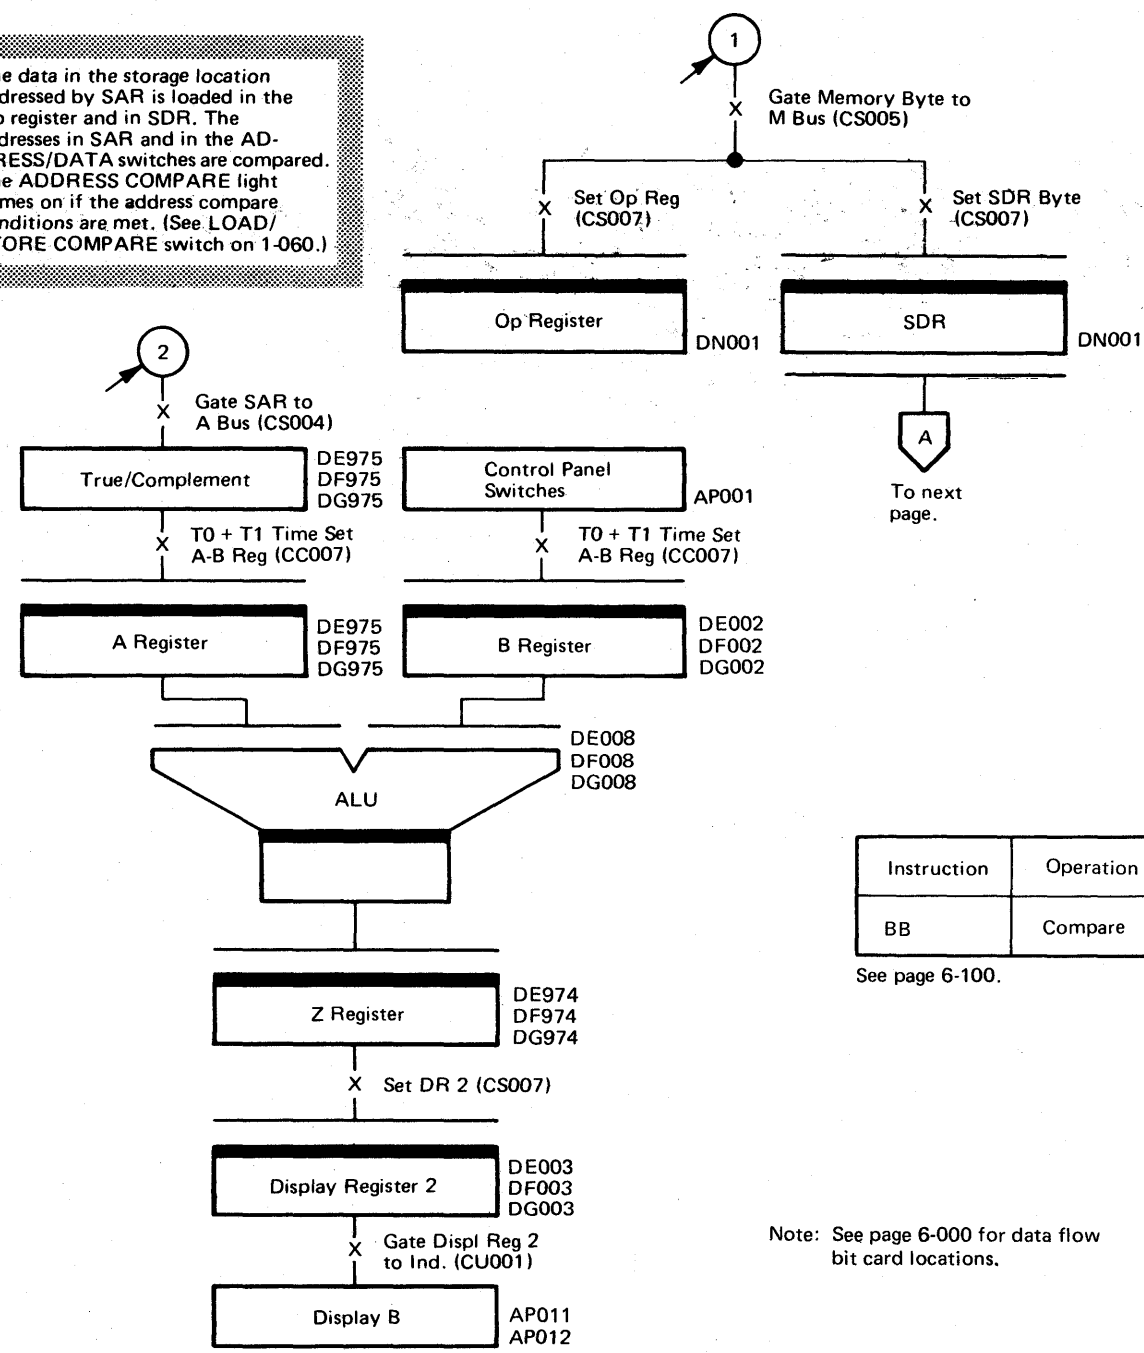 e data in the storage location
dressed by SAR is loaded in the
p register and in SDR. The
dresses in SAR and in the AD-
RESS/DATA switches are compared.
e ADDRESS COMPARE light
mes on if the address compare
nditions are met. (See LOAD/
TORE COMPARE switch on 1-060.)
1
X
Gate Memory Byte to
M Bus (CS005)
X
Set Op Reg
(CS007)
X
Set SDR Byte
(CS007)
Op Register
DN001
SDR
DN001
A
To next
page.
2
X
Gate SAR to
A Bus (CS004)
True/Complement
DE975
DF975
DG975
Control Panel
Switches
AP001
X
T0 + T1 Time Set
A-B Reg (CC007)
X
T0 + T1 Time Set
A-B Reg (CC007)
A Register
DE975
DF975
DG975
B Register
DE002
DF002
DG002
DE008
DF008
DG008
ALU
Instruction Operation
BB Compare
See page 6-100.
Z Register
DE974
DF974
DG974
X
Set DR 2 (CS007)
Display Register 2
DE003
DF003
DG003
X
Gate Displ Reg 2
to Ind. (CU001)
Display B
AP011
AP012
Note: See page 6-000 for data flow
bit card locations.